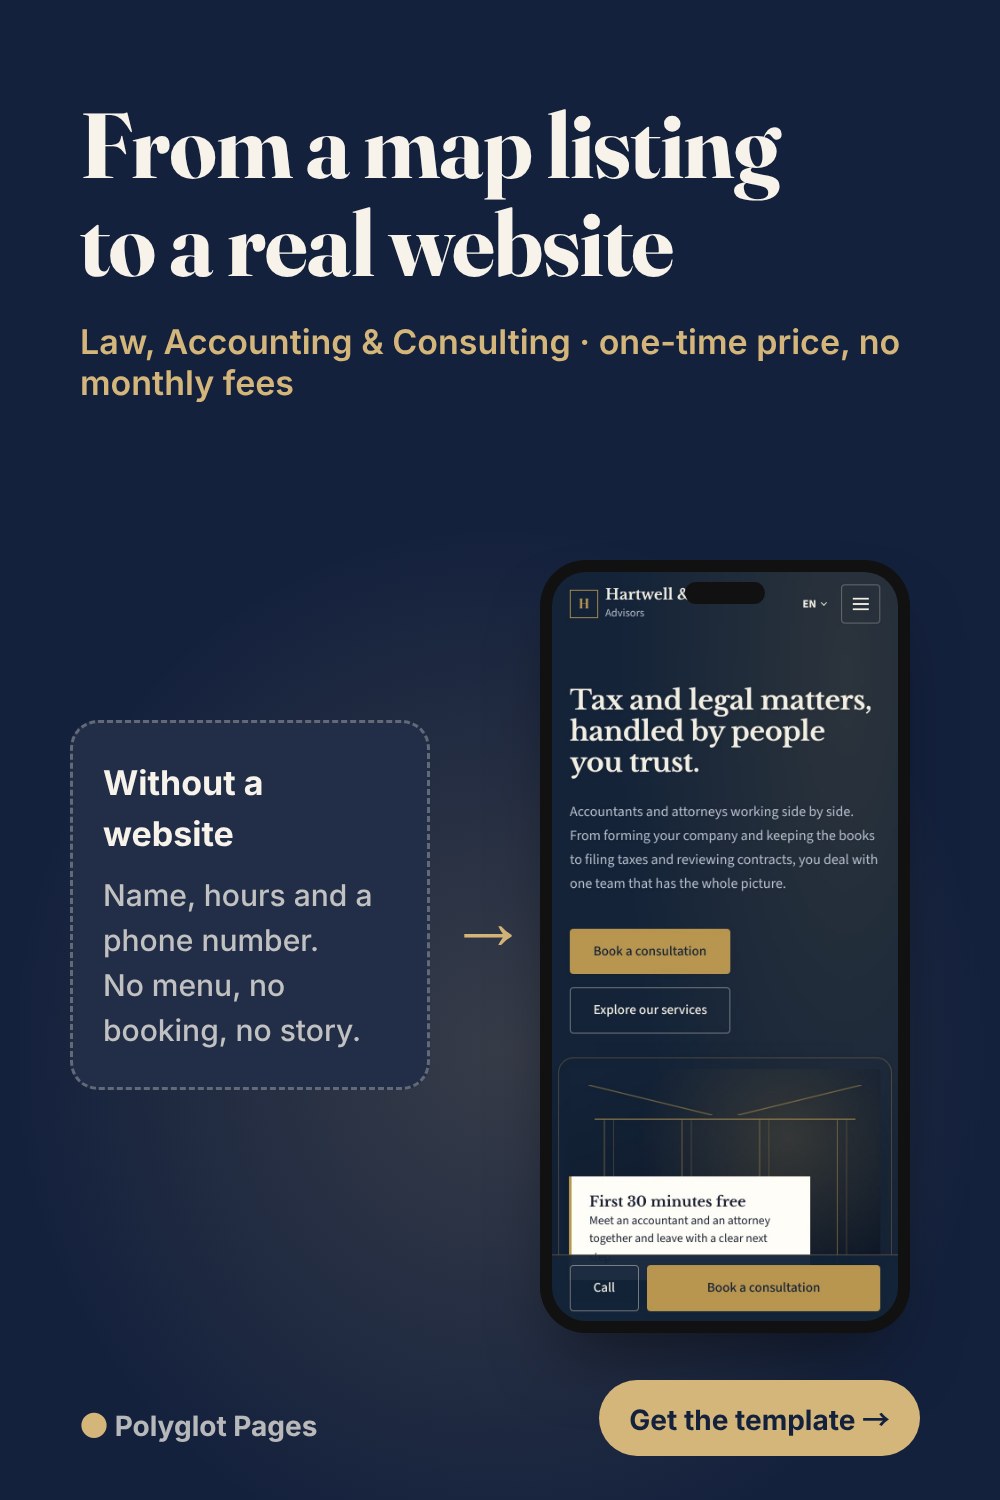 From a map listing
to a real website
Law, Accounting & Consulting · one-time price, no
monthly fees
Without a
website
Name, hours and a
phone number.
No menu, no
booking, no story.
→
H
Hartwell &
Advisors
EN
Tax and legal matters,
handled by people
you trust.
Accountants and attorneys working side by side.
From forming your company and keeping the books
to filing taxes and reviewing contracts, you deal with
one team that has the whole picture.
Book a consultation
Explore our services
First 30 minutes free
Meet an accountant and an attorney
together and leave with a clear next
Call
Book a consultation
Polyglot Pages
Get the template →